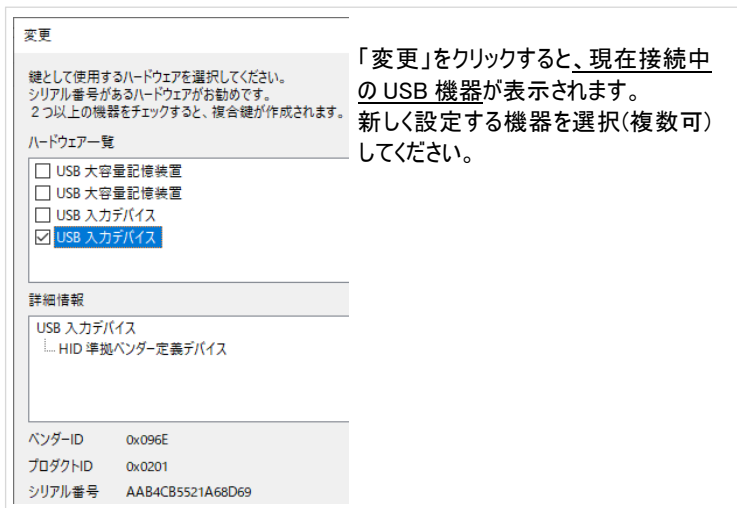 変更
鍵として使用するハードウェアを選択してください。
シリアル番号があるハードウェアがお勧めです。
２つ以上の機器をチェックすると、複合鍵が作成されます。
ハードウェアー覧
USB 大容量記憶装置
USB 大容量記憶装置
USB 入力デバイス
USB 入力デバイス
詳細情報
USB 入力デバイス
HID 準拠ベンダー定義デバイス
ベンダーID 0x096E
プロダクトID 0x0201
シリアル番号 AAB4CB5521A68D69
「変更」をクリックすると、現在接続中
の USB 機器が表示されます。
新しく設定する機器を選択(複数可)
してください。